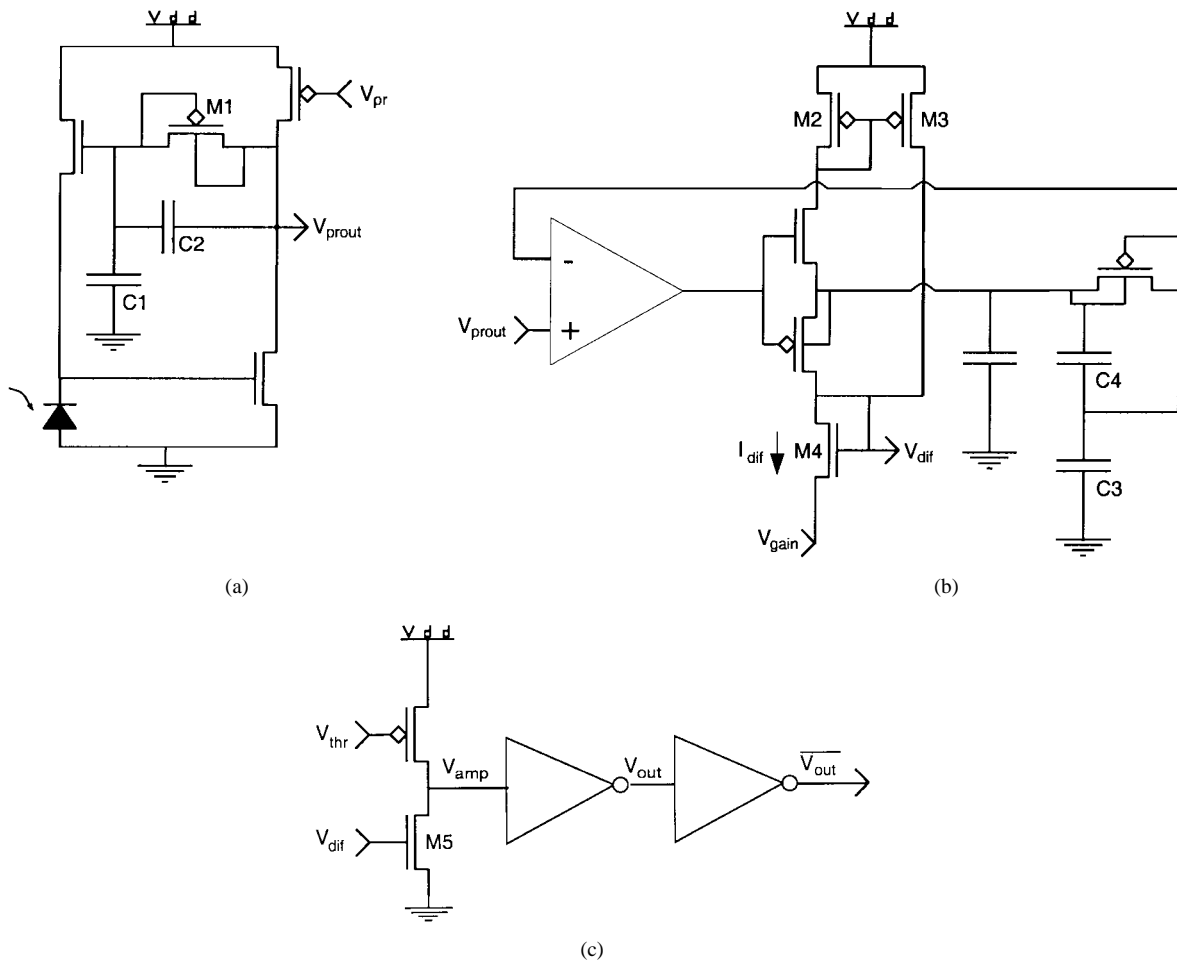 Vdd
M1
Vpr
C2
Vprout
C1
(a)
Vdd
M2
M3
-
Vprout
+
C4
Idif
M4
Vdif
C3
Vgain
(b)
Vdd
Vthr
Vamp
Vout
Vout
Vdif
M5
(c)